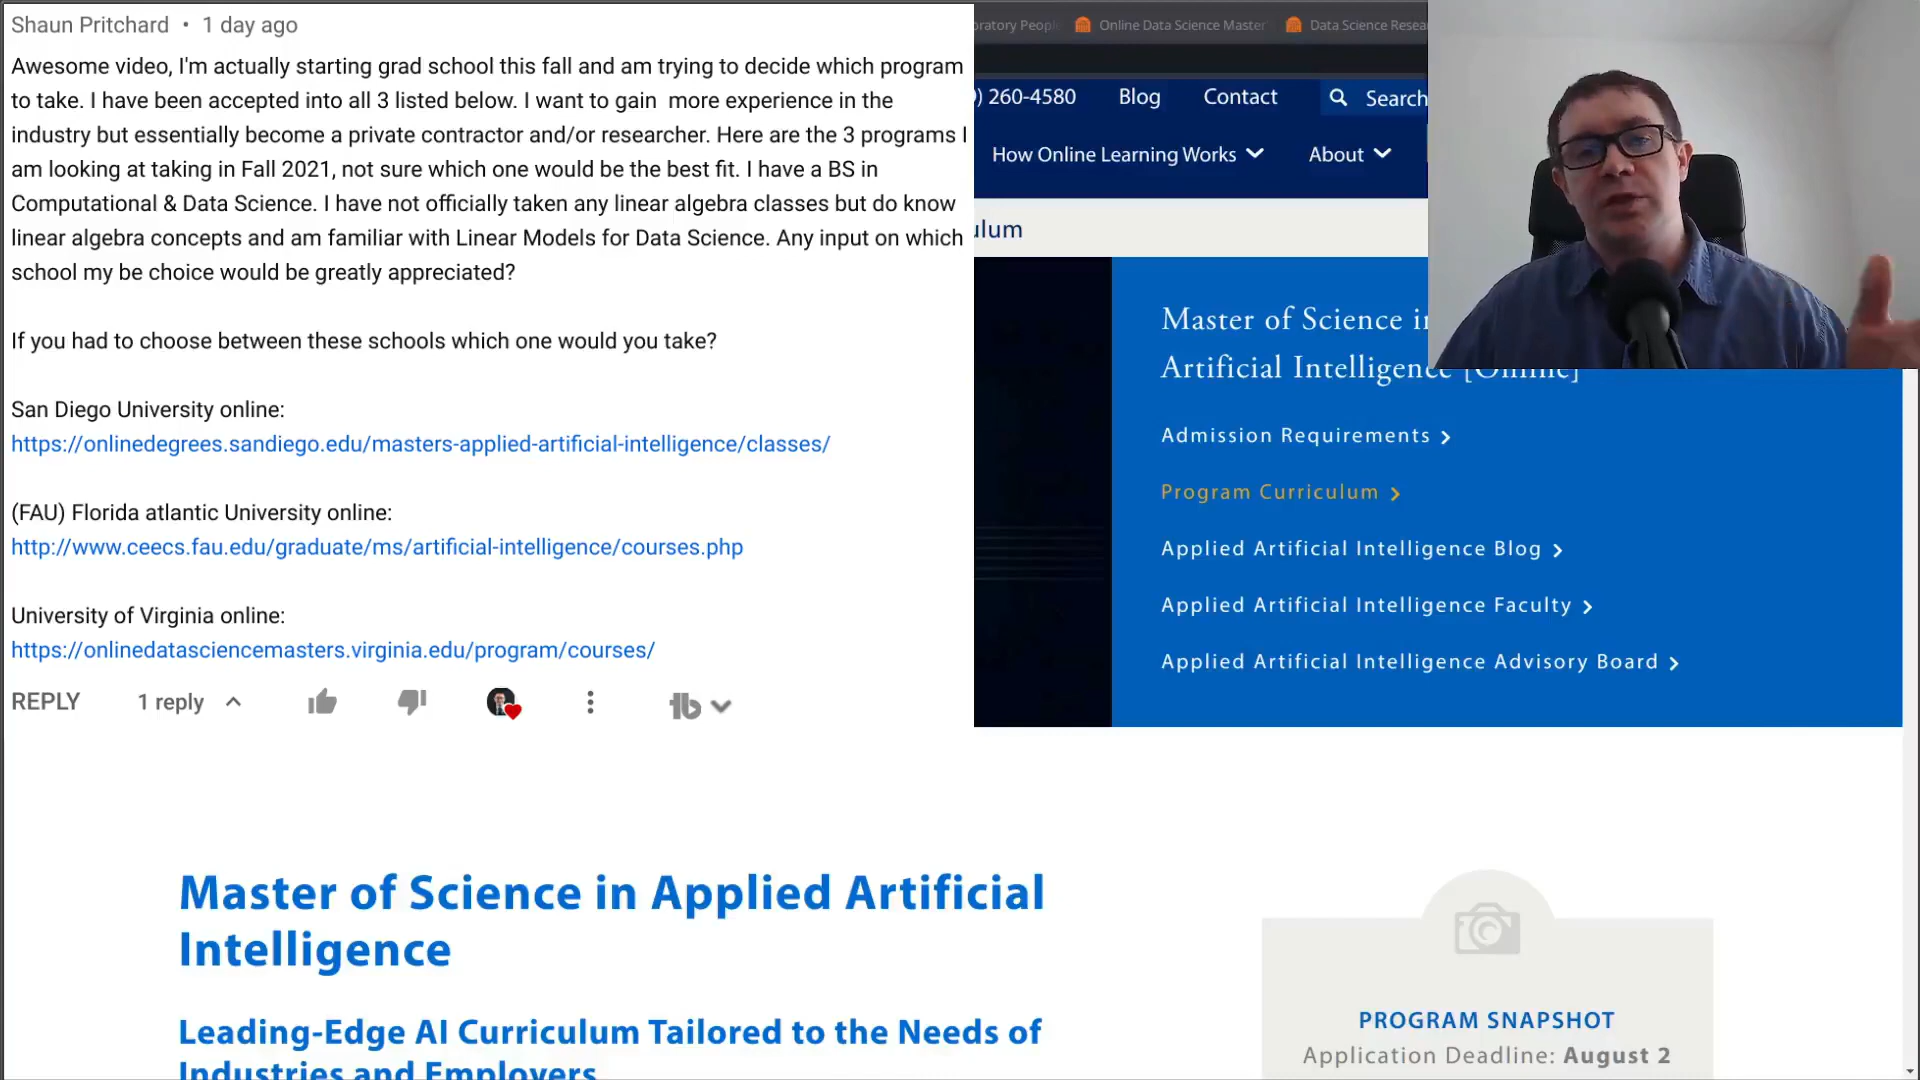 Shaun Pritchard • 1 day ago
Awesome video, I'm actually starting grad school this fall and am trying to decide which program
to take. I have been accepted into all 3 listed below. I want to gain  more experience in the
industry but essentially become a private contractor and/or researcher. Here are the 3 programs I
am looking at taking in Fall 2021, not sure which one would be the best fit. I have a BS in
Computational & Data Science. I have not officially taken any linear algebra classes but do know
linear algebra concepts and am familiar with Linear Models for Data Science. Any input on which
school my be choice would be greatly appreciated?
If you had to choose between these schools which one would you take?
San Diego University online:
https://onlinedegrees.sandiego.edu/masters-applied-artificial-intelligence/classes/
(FAU) Florida atlantic University online:
http://www.ceecs.fau.edu/graduate/ms/artificial-intelligence/courses.php
University of Virginia online:
https://onlinedatasciencemasters.virginia.edu/program/courses/
REPLY 1 reply
oratory People Online Data Science Master' Data Science Resea
) 260-4580 Blog Contact Search
How Online Learning Works About
ulum
Master of Science in
Artificial Intelligence [Online]
Admission Requirements
Program Curriculum
Applied Artificial Intelligence Blog
Applied Artificial Intelligence Faculty
Applied Artificial Intelligence Advisory Board
Master of Science in Applied Artificial
Intelligence
Leading-Edge AI Curriculum Tailored to the Needs of
Industries and Employers
PROGRAM SNAPSHOT
Application Deadline: August 2